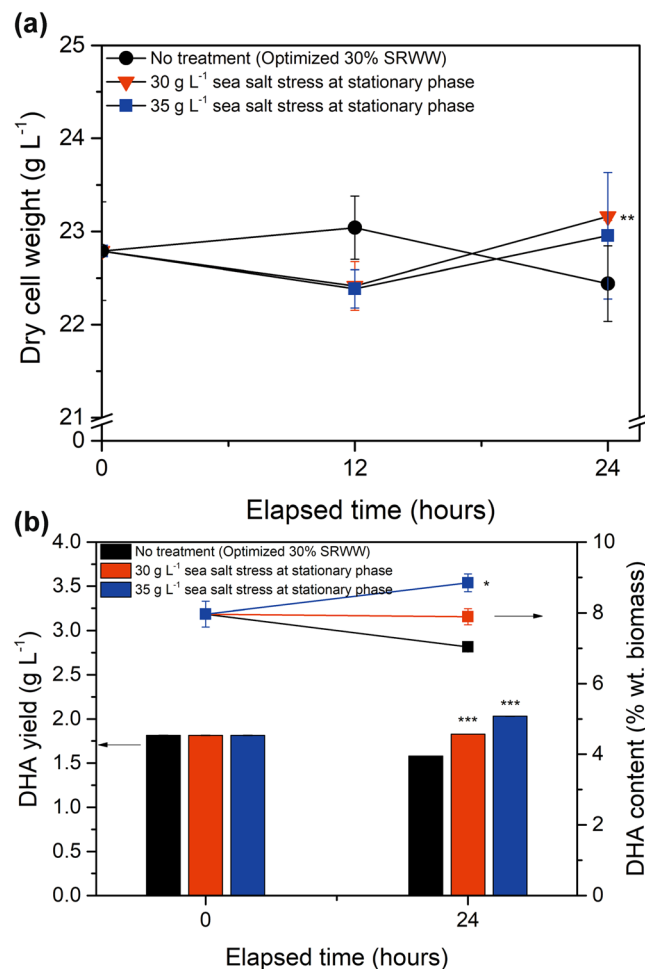 (a)
25
24
23
22
21
0
Dry cell weight (g L⁻¹)
No treatment (Optimized 30% SRWW)
30 g L⁻¹ sea salt stress at stationary phase
35 g L⁻¹ sea salt stress at stationary phase
**
0 12 24
Elapsed time (hours)
(b)
4.0
3.5
3.0
2.5
2.0
1.5
1.0
0.5
0.0
DHA yield (g L⁻¹)
No treatment (Optimized 30% SRWW)
30 g L⁻¹ sea salt stress at stationary phase
35 g L⁻¹ sea salt stress at stationary phase
*
***
***
10
8
6
4
2
0
DHA content (% wt. biomass)
0 24
Elapsed time (hours)